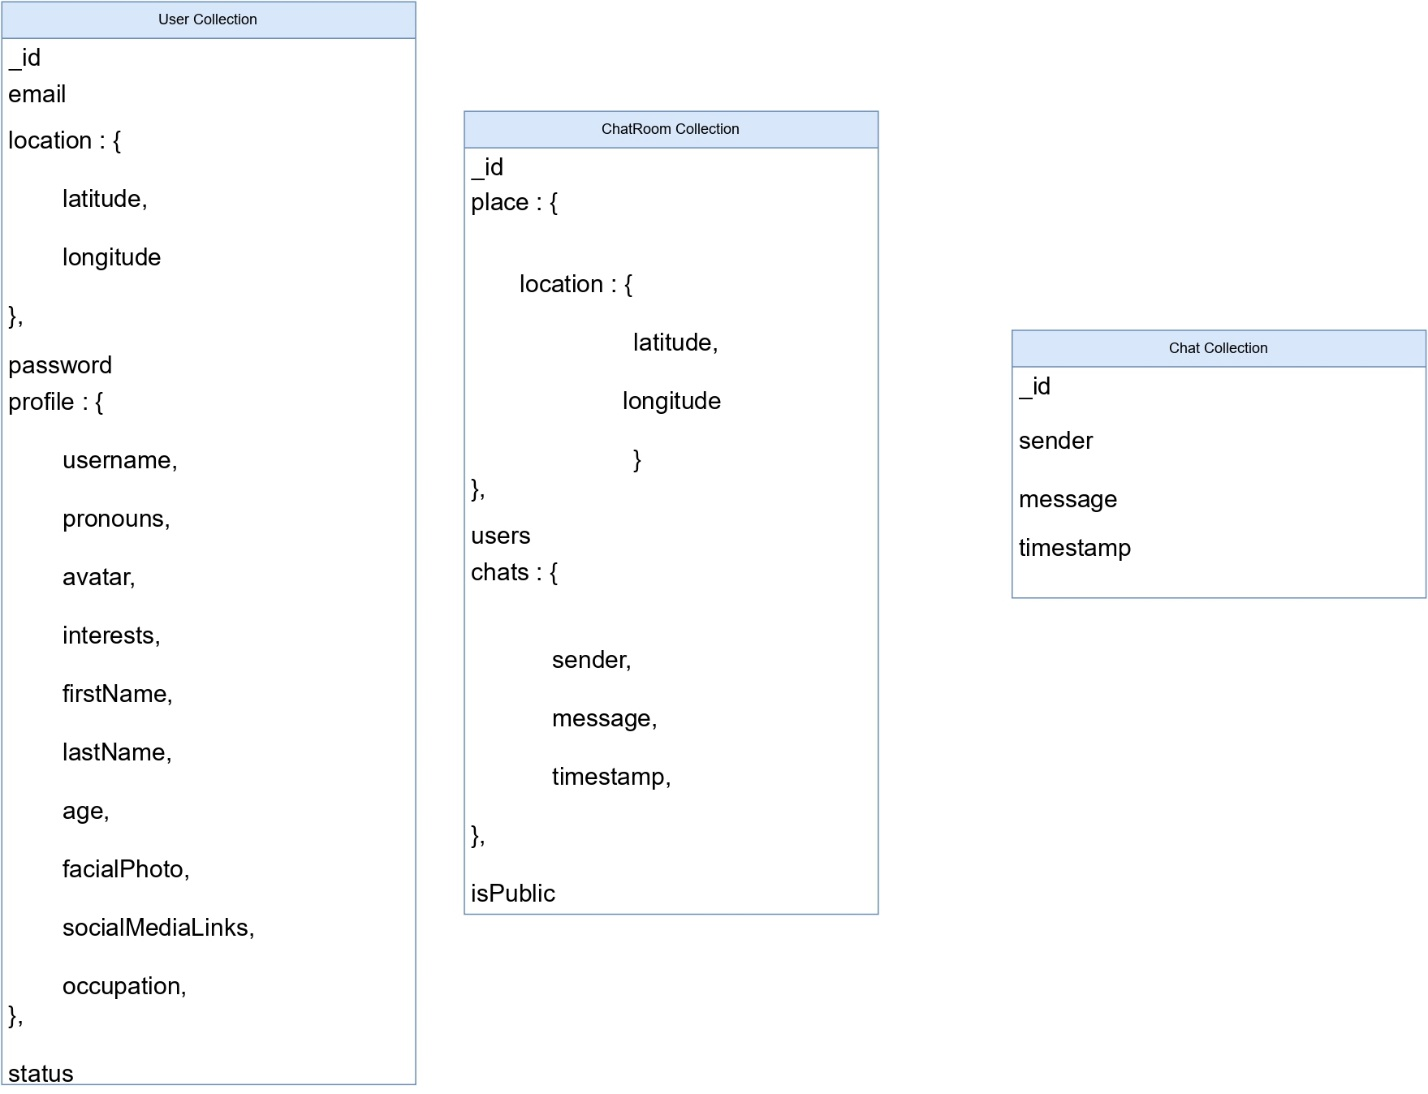 User Collection
_id
email
location : {
latitude,
longitude
},
password
profile : {
username,
pronouns,
avatar,
interests,
firstName,
lastName,
age,
facialPhoto,
socialMediaLinks,
occupation,
},
status
ChatRoom Collection
_id
place : {
location : {
latitude,
longitude
}
},
users
chats : {
sender,
message,
timestamp,
},
isPublic
Chat Collection
_id
sender
message
timestamp